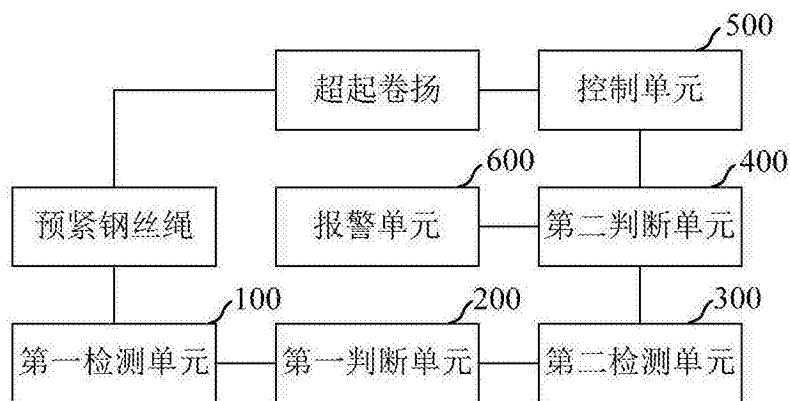 500
超起卷扬
控制单元
600
400
预紧钢丝绳
报警单元
第二判断单元
100
200
300
第一检测单元
第一判断单元
第二检测单元